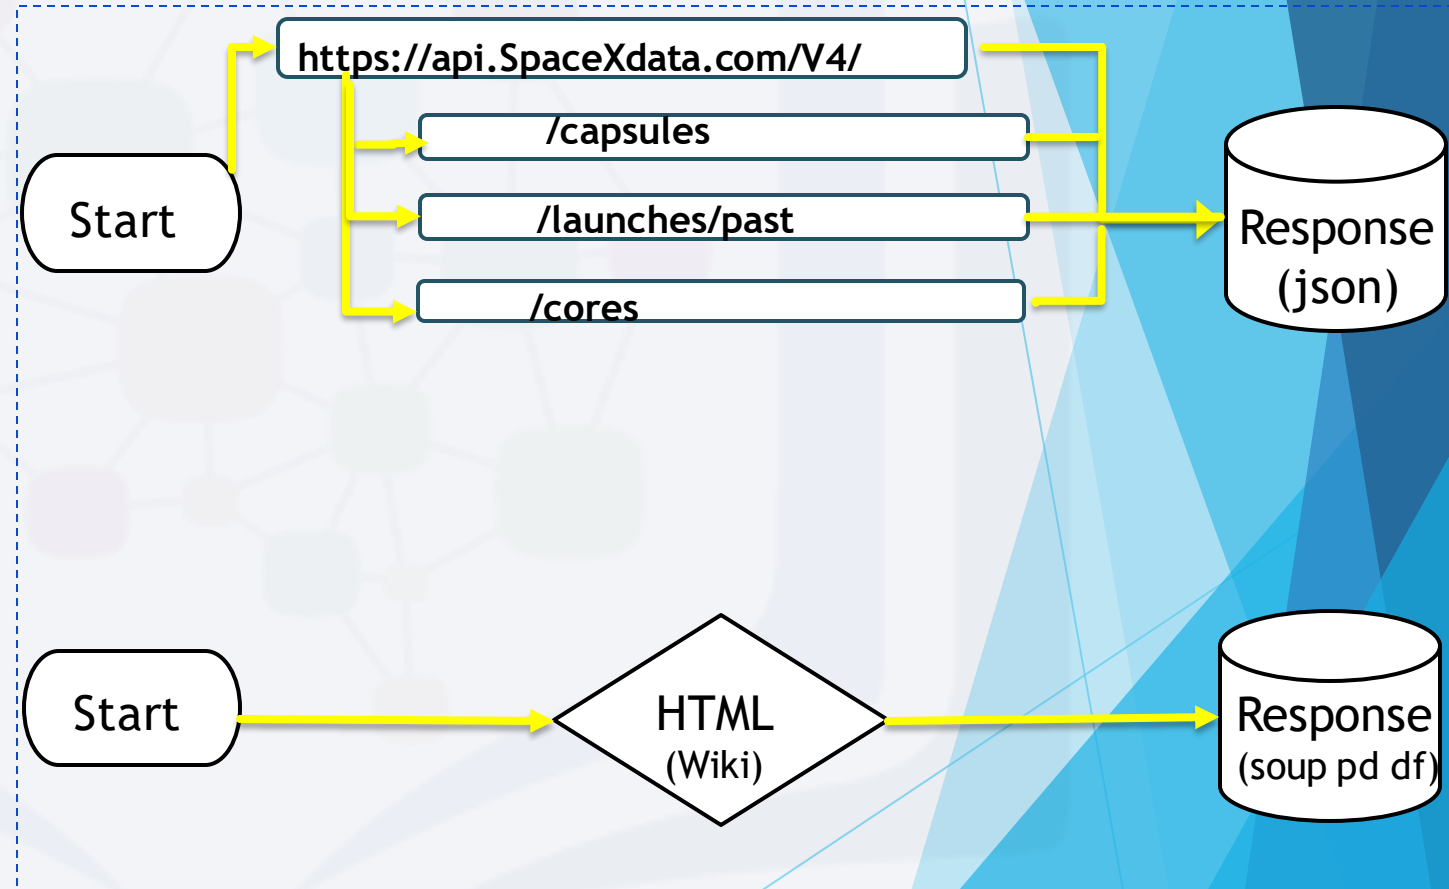 https://api.SpaceXdata.com/V4/
/capsules
Start
/launches/past
Response
(json)
/cores
Start
HTML
(Wiki)
Response
(soup pd df)